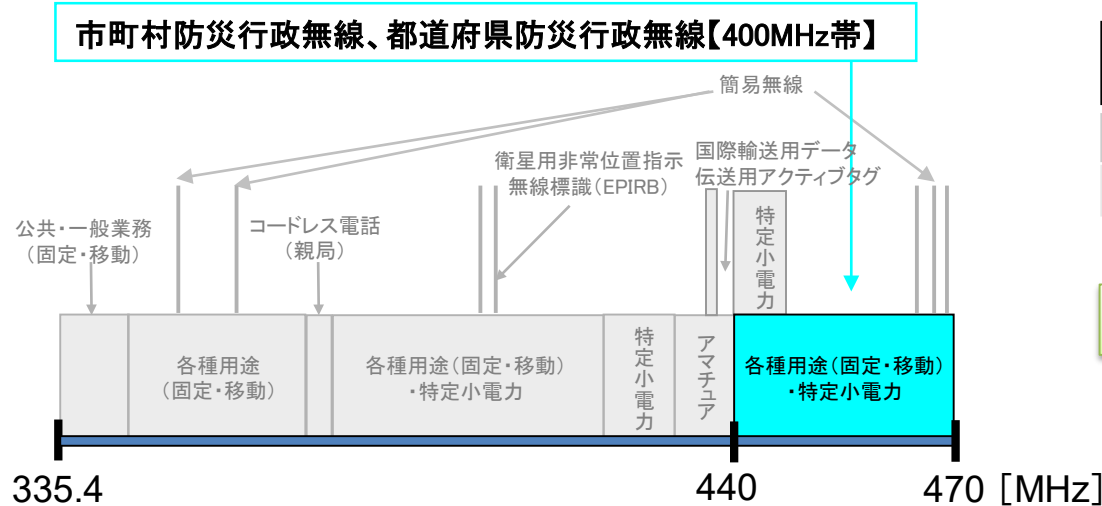 市町村防災行政無線、都道府県防災行政無線【400MHz帯】
簡易無線
衛星用非常位置指示
無線標識(EPIRB)
国際輸送用データ
伝送用アクティブタグ
公共・一般業務
(固定・移動)
コードレス電話
(親局)
特定小電力
各種用途
(固定・移動)
各種用途(固定・移動)
・特定小電力
特定小電力
アマチュア
各種用途(固定・移動)
・特定小電力
335.4
440
470 [MHz]